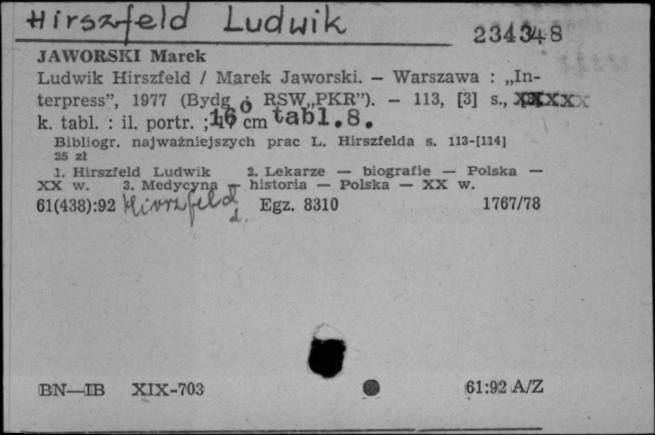 Hirszfeld Ludwik
234348
JAWORSKI Marek
Ludwik Hirszfeld / Marek Jaworski. — Warszawa : „In-
terpress”, 1977 (Bydg ó RSW„PKR”). — 113, [3] s.,
k. tabl. : il. portr. ; 16 cm tabl.8.
Bibliogr. najważniejszych prac L. Hirszfelda s. 113-[114]
25 zł
1. Hirszfeld Ludwik 2. Lekarze — biografie — Polska —
XX w. 3. Medycyna — historia — Polska — XX w.
61(438):92 Hirszfeld Egz. 8310 1767/78
BN—IB XIX-703 61:92 A/Z